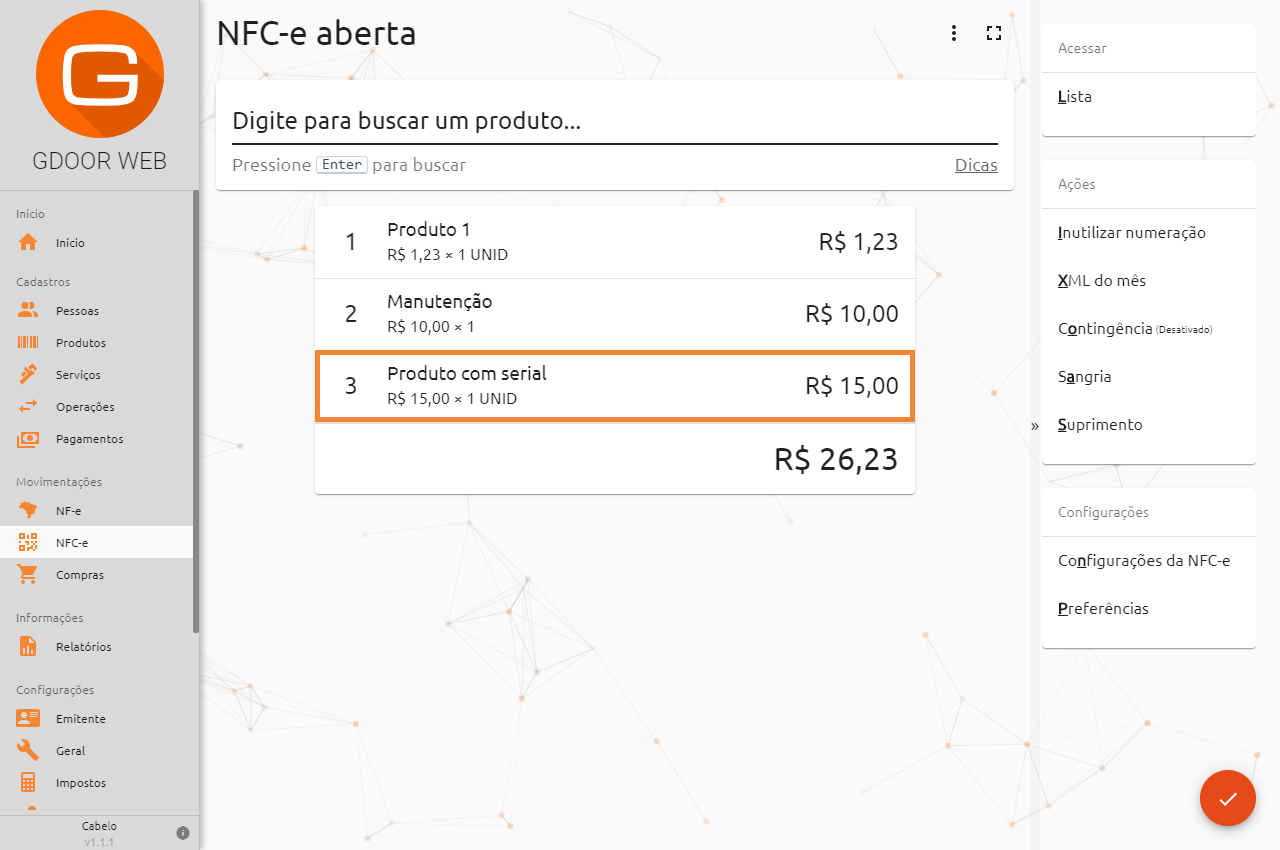 GDOOR WEB
Início
Início
Cadastros
Pessoas
Produtos
Serviços
Operações
Pagamentos
Movimentações
NF-e
NFC-e
Compras
Informações
Relatórios
Configurações
Emitente
Geral
Impostos
Cabelo
v1.1.1
NFC-e aberta
Digite para buscar um produto...
Pressione Enter para buscar
Dicas
1 Produto 1 R$ 1,23
R$ 1,23 × 1 UNID
2 Manutenção R$ 10,00
R$ 10,00 × 1
3 Produto com serial R$ 15,00
R$ 15,00 × 1 UNID
R$ 26,23
»
Acessar
Lista
Ações
Inutilizar numeração
XML do mês
Contingência (Desativado)
Sangria
Suprimento
Configurações
Configurações da NFC-e
Preferências